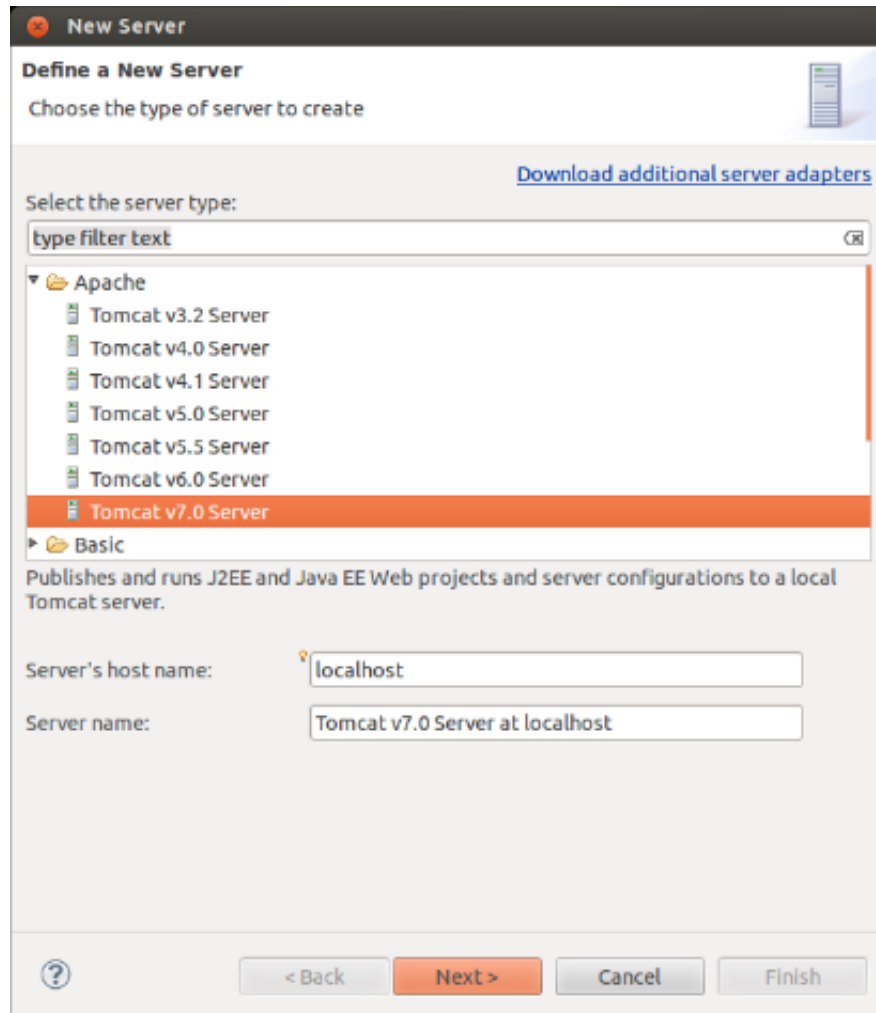 New Server
Define a New Server
Choose the type of server to create
Download additional server adapters
Select the server type:
type filter text
Apache
Tomcat v3.2 Server
Tomcat v4.0 Server
Tomcat v4.1 Server
Tomcat v5.0 Server
Tomcat v5.5 Server
Tomcat v6.0 Server
Tomcat v7.0 Server
Basic
Publishes and runs J2EE and Java EE Web projects and server configurations to a local
Tomcat server.
Server's host name: localhost
Server name: Tomcat v7.0 Server at localhost
? < Back Next > Cancel Finish